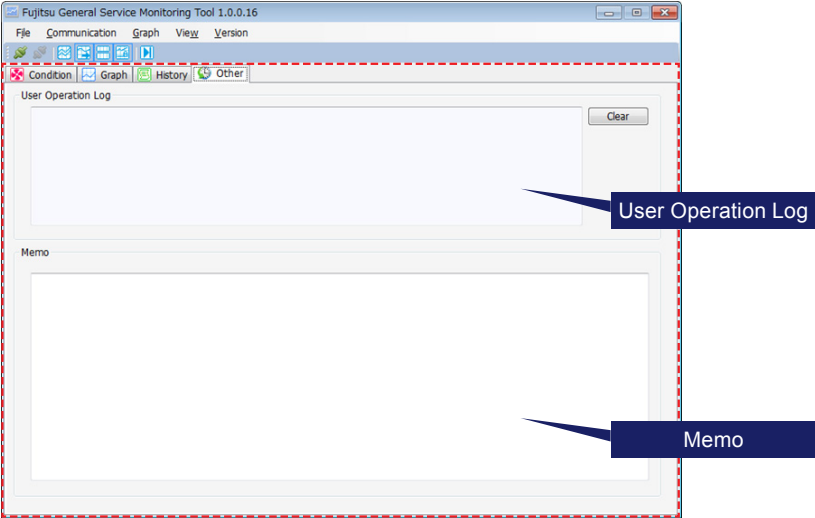 Fujitsu General Service Monitoring Tool 1.0.0.16
File Communication Graph View Version
Condition Graph History Other
User Operation Log
Clear
User Operation Log
Memo
Memo